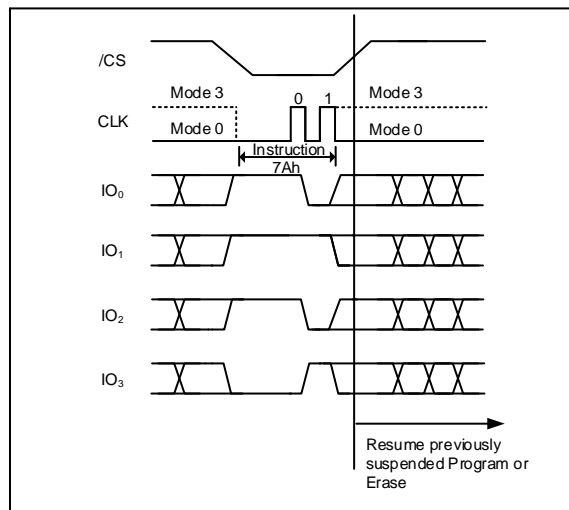 /CS
Mode 3
0 1
Mode 3
CLK
Mode 0
Mode 0
Instruction
7Ah
IO₀
IO₁
IO₂
IO₃
Resume previously
suspended Program or
Erase